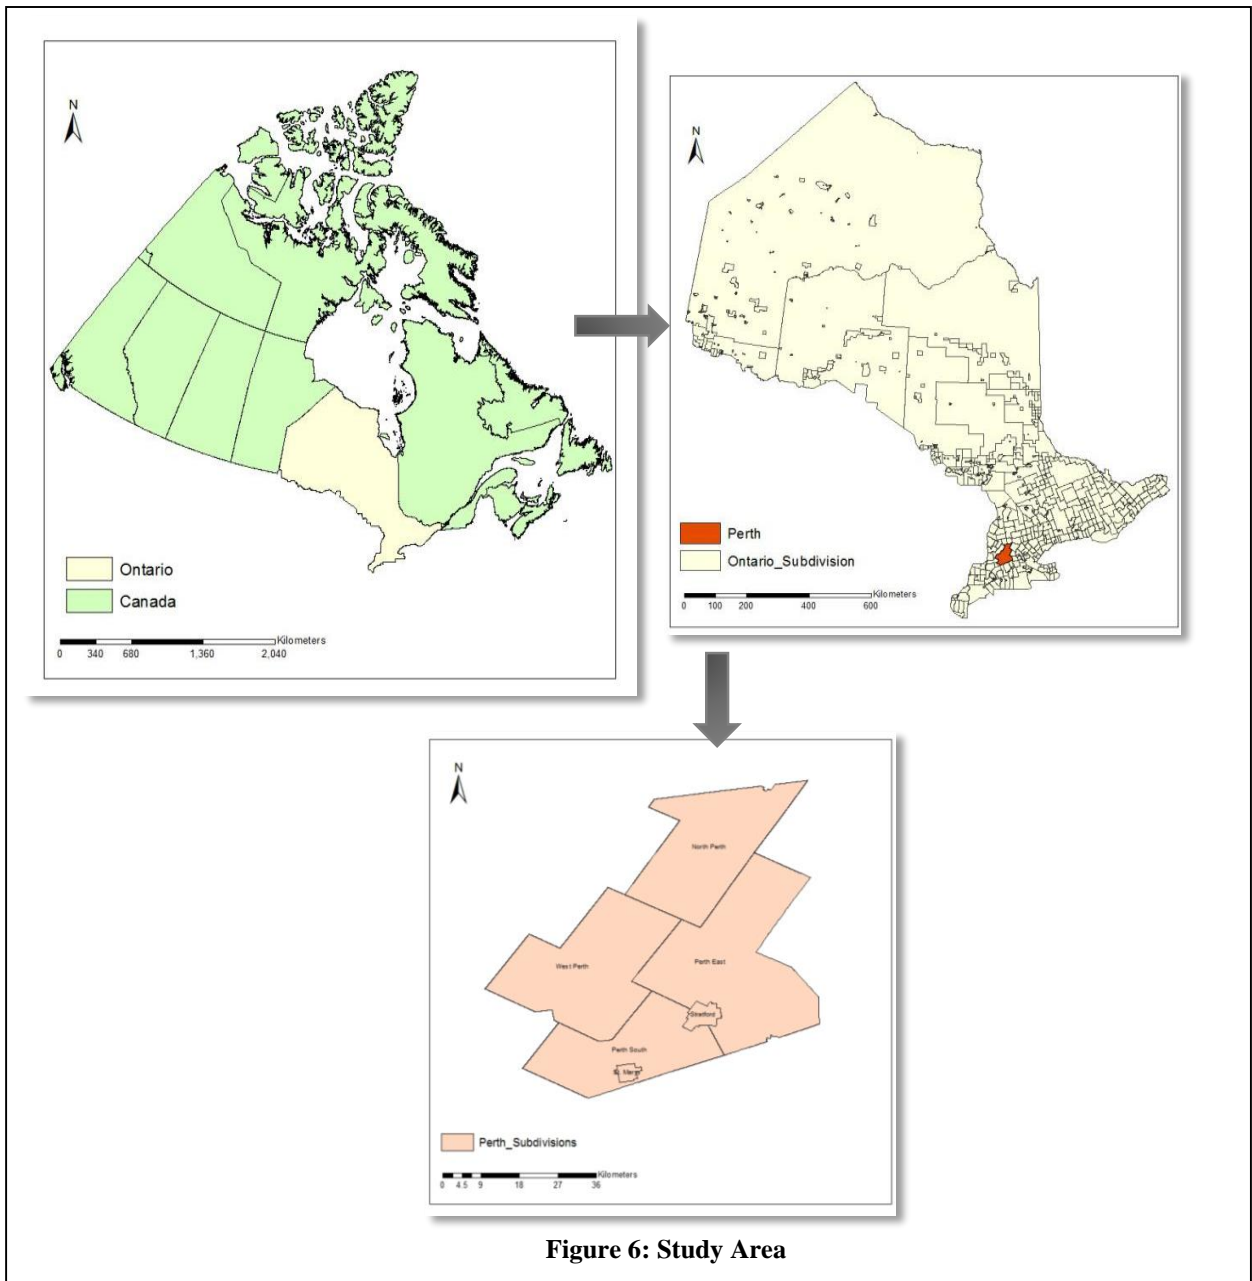 N
Ontario
Canada
Kilometers
0 340 680 1,360 2,040
N
Perth
Ontario_Subdivision
Kilometers
0 100 200 400 600
N
North Perth
West Perth
Perth East
Stratford
Perth South
St. Marys
Perth_Subdivisions
Kilometers
0 4.5 9 18 27 36
Figure 6: Study Area